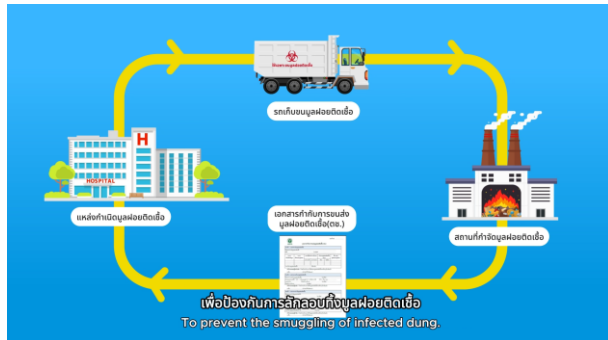 รถเก็บขนมูลฝอยติดเชื้อ
H
HOSPITAL
แหล่งกำเนิดมูลฝอยติดเชื้อ
เอกสารกำกับการขนส่ง
มูลฝอยติดเชื้อ(ตช.)
สถานที่กำจัดมูลฝอยติดเชื้อ
เพื่อป้องกันการลักลอบทิ้งมูลฝอยติดเชื้อ
To prevent the smuggling of infected dung.